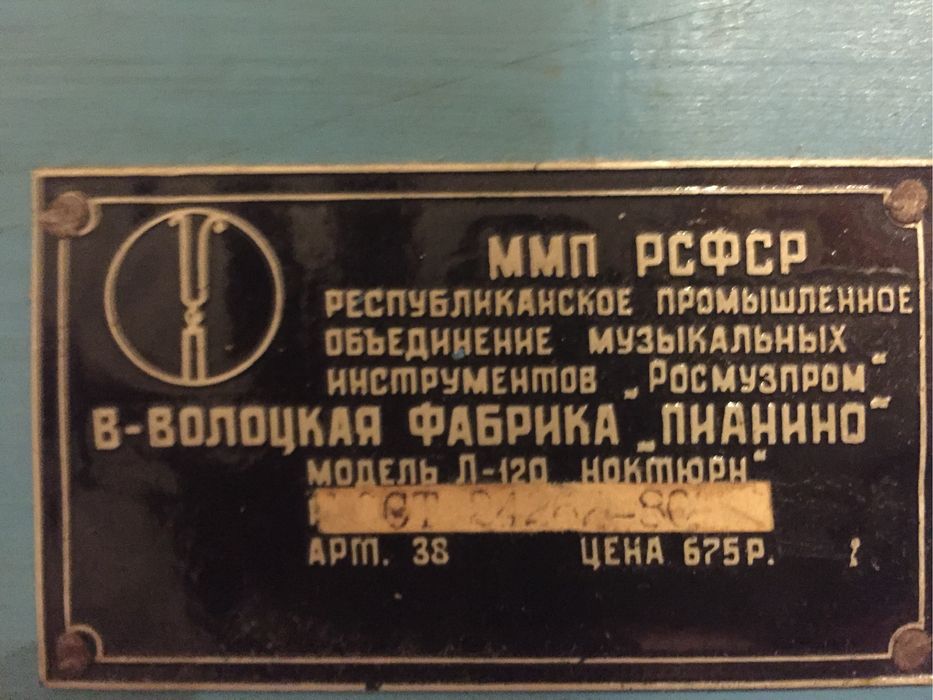 ММП РСФСР
РЕСПУБЛИКАНСКОЕ ПРОМЫШЛЕННОЕ
ОБЪЕДИНЕНИЕ МУЗЫКАЛЬНЫХ
ИНСТРУМЕНТОВ „РОСМУЗПРОМ“
В-ВОЛОЦКАЯ ФАБРИКА „ПИАНИНО“
МОДЕЛЬ Л-120 НОКТЮРН“
АРТ. 38 ЦЕНА 675Р.